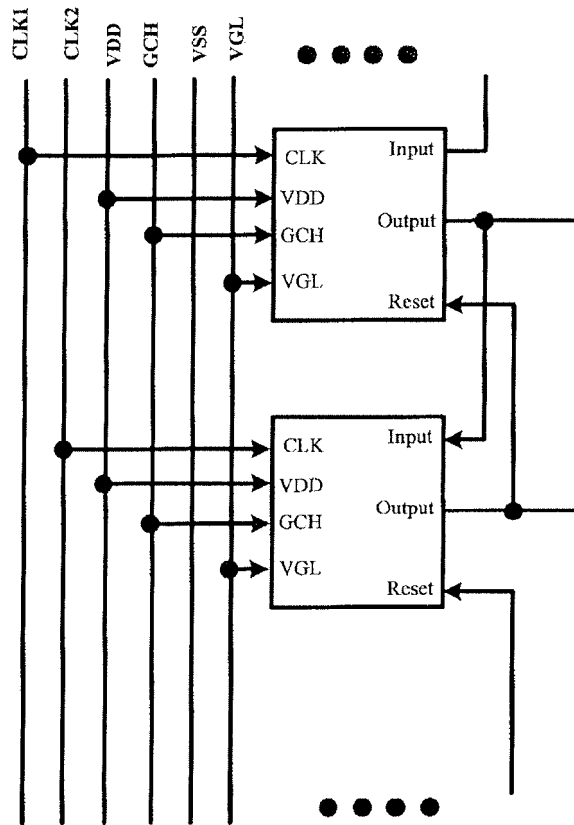 CLK1
CLK2
VDD
GCH
VSS
VGL
CLK
Input
VDD
Output
GCH
VGL
Reset
CLK
Input
VDD
Output
GCH
VGL
Reset